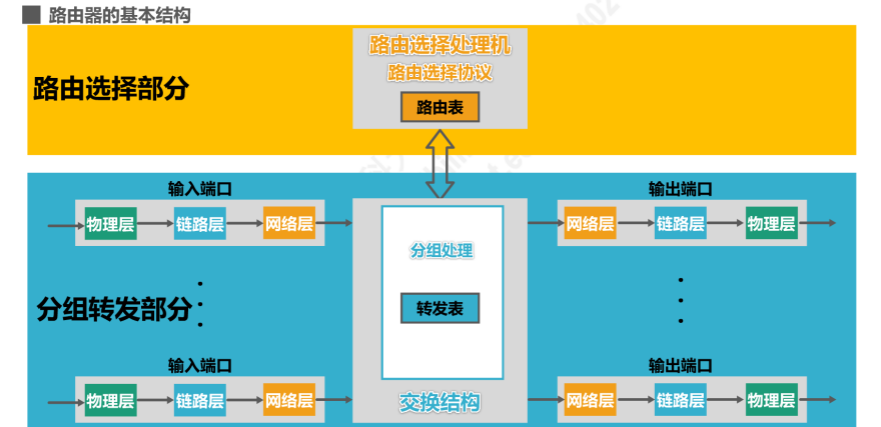 路由器的基本结构
路由选择处理机
路由选择协议
路由选择部分
路由表
输入端口
输出端口
物理层 链路层 网络层
网络层 链路层 物理层
分组处理
分组转发部分
转发表
输入端口
输出端口
物理层 链路层 网络层
交换结构
网络层 链路层 物理层